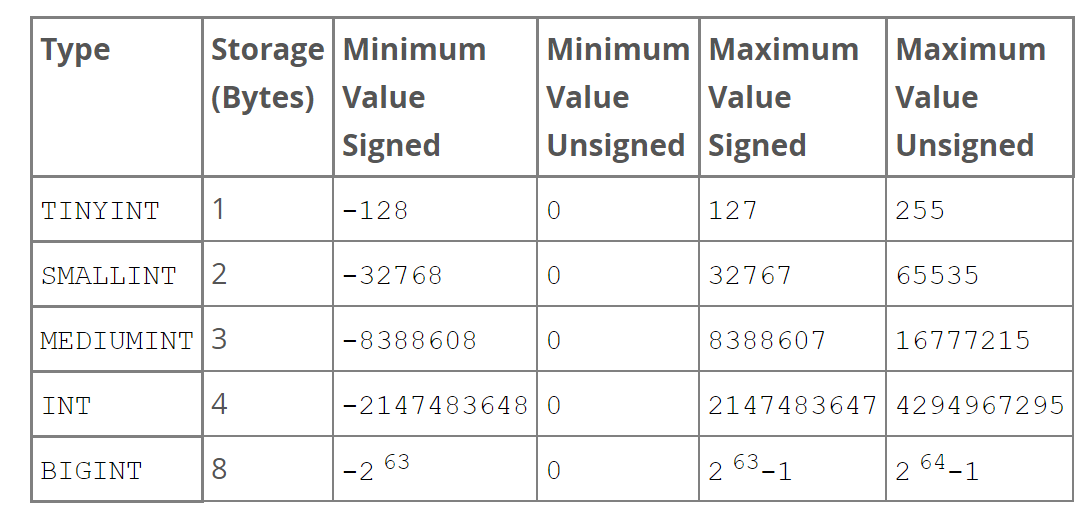 Type Storage (Bytes) Minimum Value Signed Minimum Value Unsigned Maximum Value Signed Maximum Value Unsigned
TINYINT 1 -128 0 127 255
SMALLINT 2 -32768 0 32767 65535
MEDIUMINT 3 -8388608 0 8388607 16777215
INT 4 -2147483648 0 2147483647 4294967295
BIGINT 8 -2 63 0 2 63-1 2 64-1